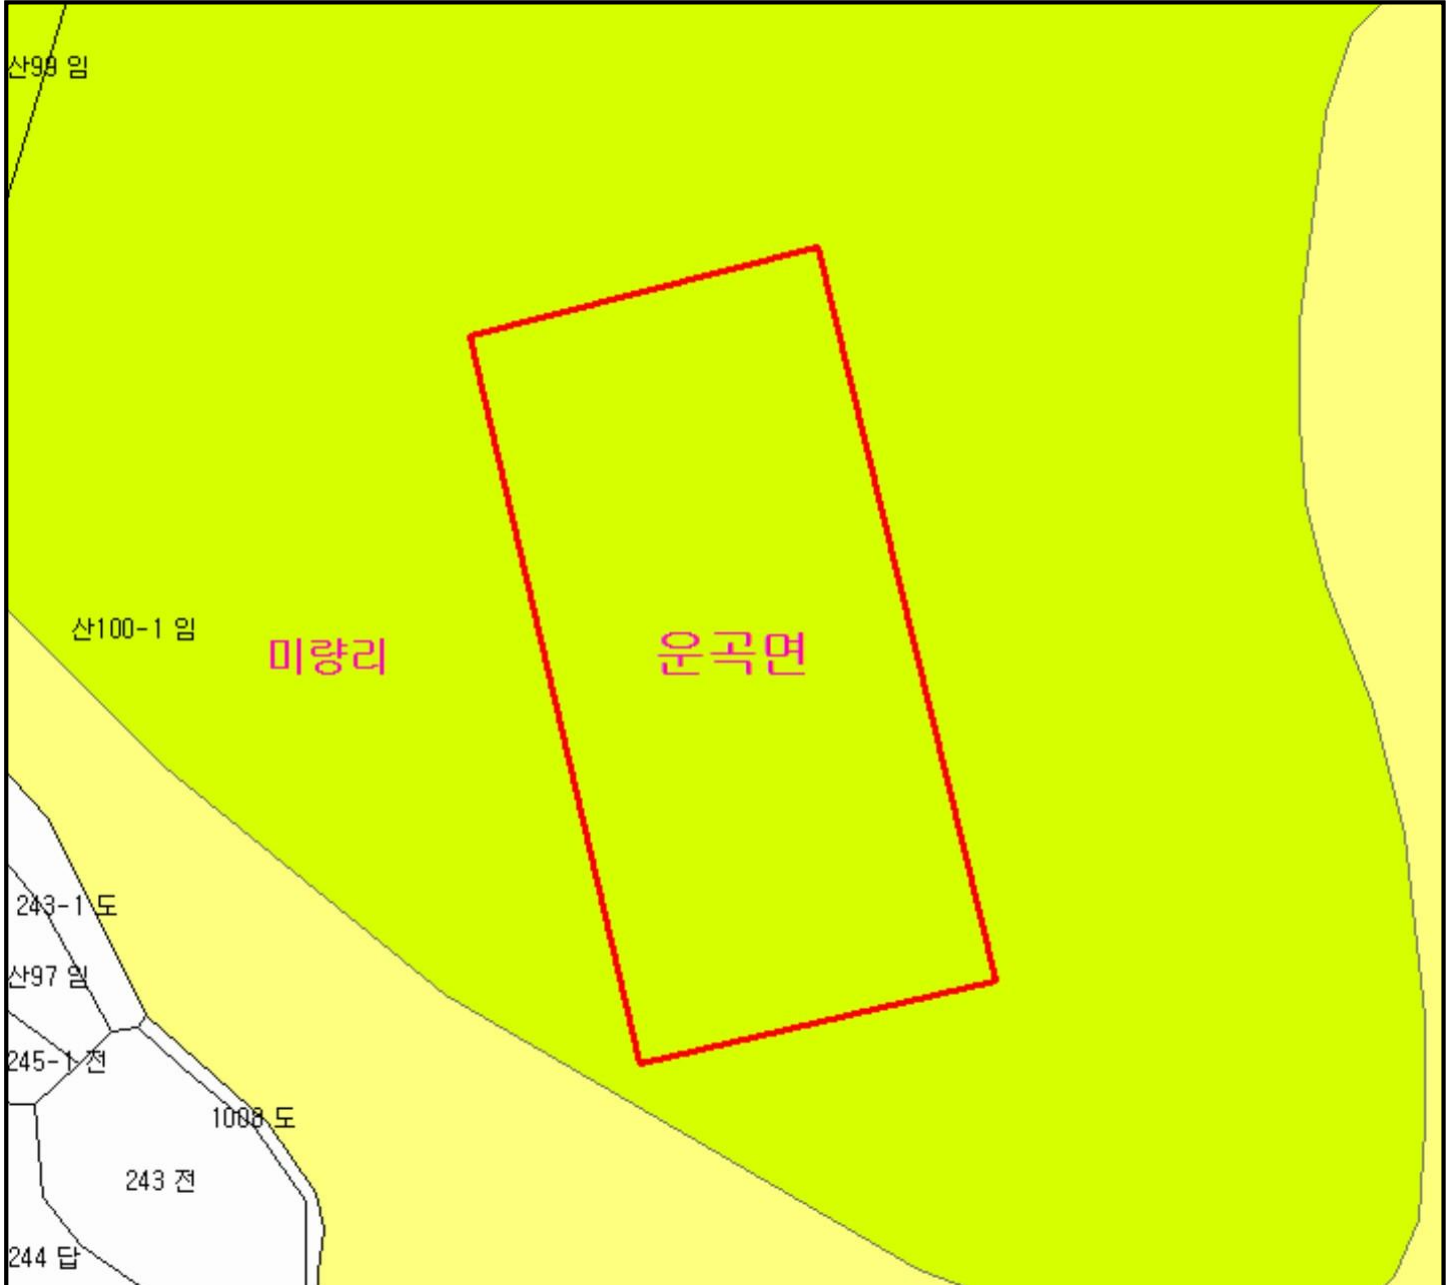 산99 임
산100-1 임
미량리
운곡면
243-1 도
산97 임
245-1 전
1008 도
243 전
244 답